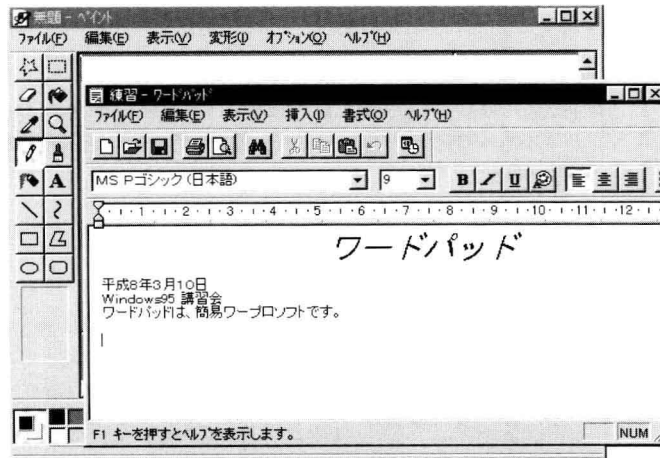 無題 - ペイント
ファイル(F) 編集(E) 表示(V) 変形(I) オプション(O) ヘルプ(H)
練習 - ワードパッド
ファイル(F) 編集(E) 表示(V) 挿入(I) 書式(O) ヘルプ(H)
MS Pゴシック (日本語) 9 B I U
1 2 3 4 5 6 7 8 9 10 11 12
ワードパッド
平成8年3月10日
Windows95 講習会
ワードパッドは、簡易ワープロソフトです。
F1 キーを押すとヘルプを表示します。 NUM
A